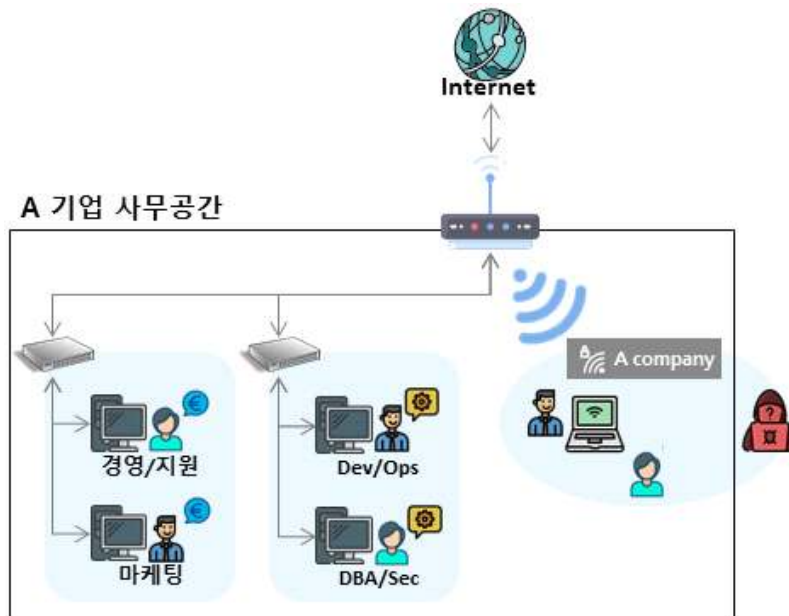 Internet
A 기업 사무공간
A company
경영/지원
Dev/Ops
마케팅
DBA/Sec